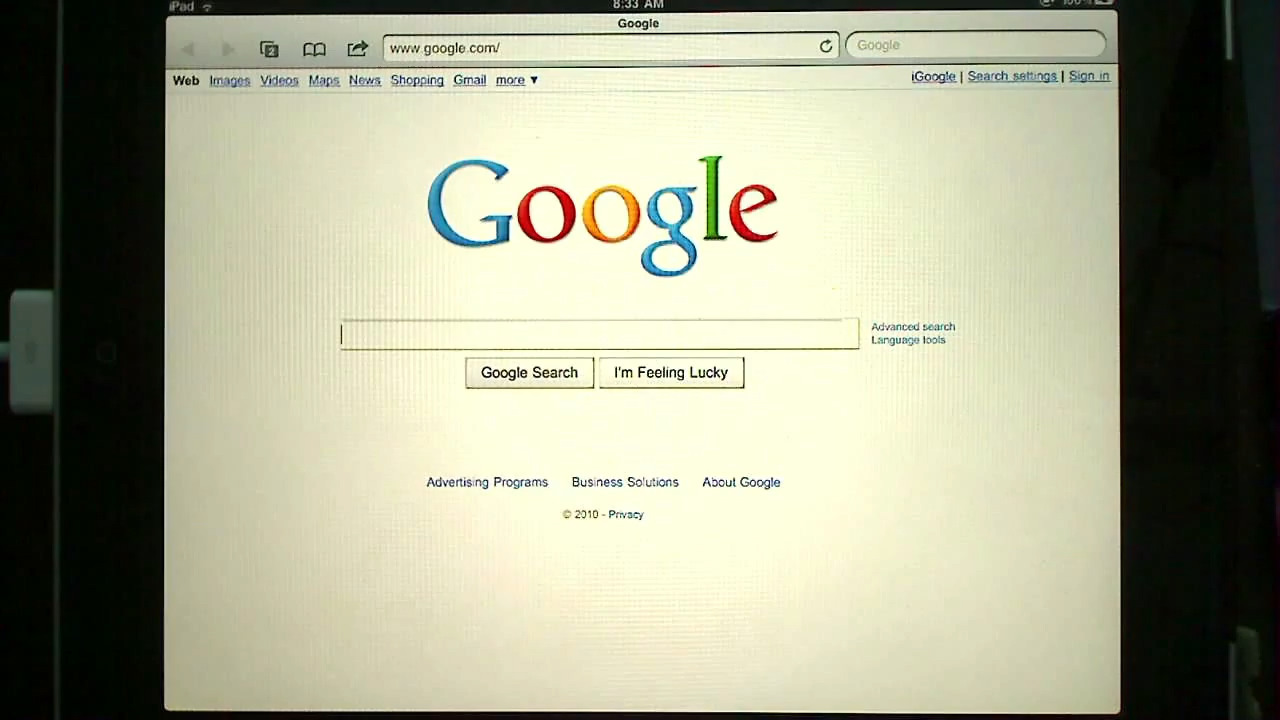 iPad 8:33 AM 100%
Google
2 www.google.com/ Google
Web Images Videos Maps News Shopping Gmail more ▼ iGoogle | Search settings | Sign in
Google
Advanced search
Language tools
Google Search I'm Feeling Lucky
Advertising Programs Business Solutions About Google
© 2010 - Privacy